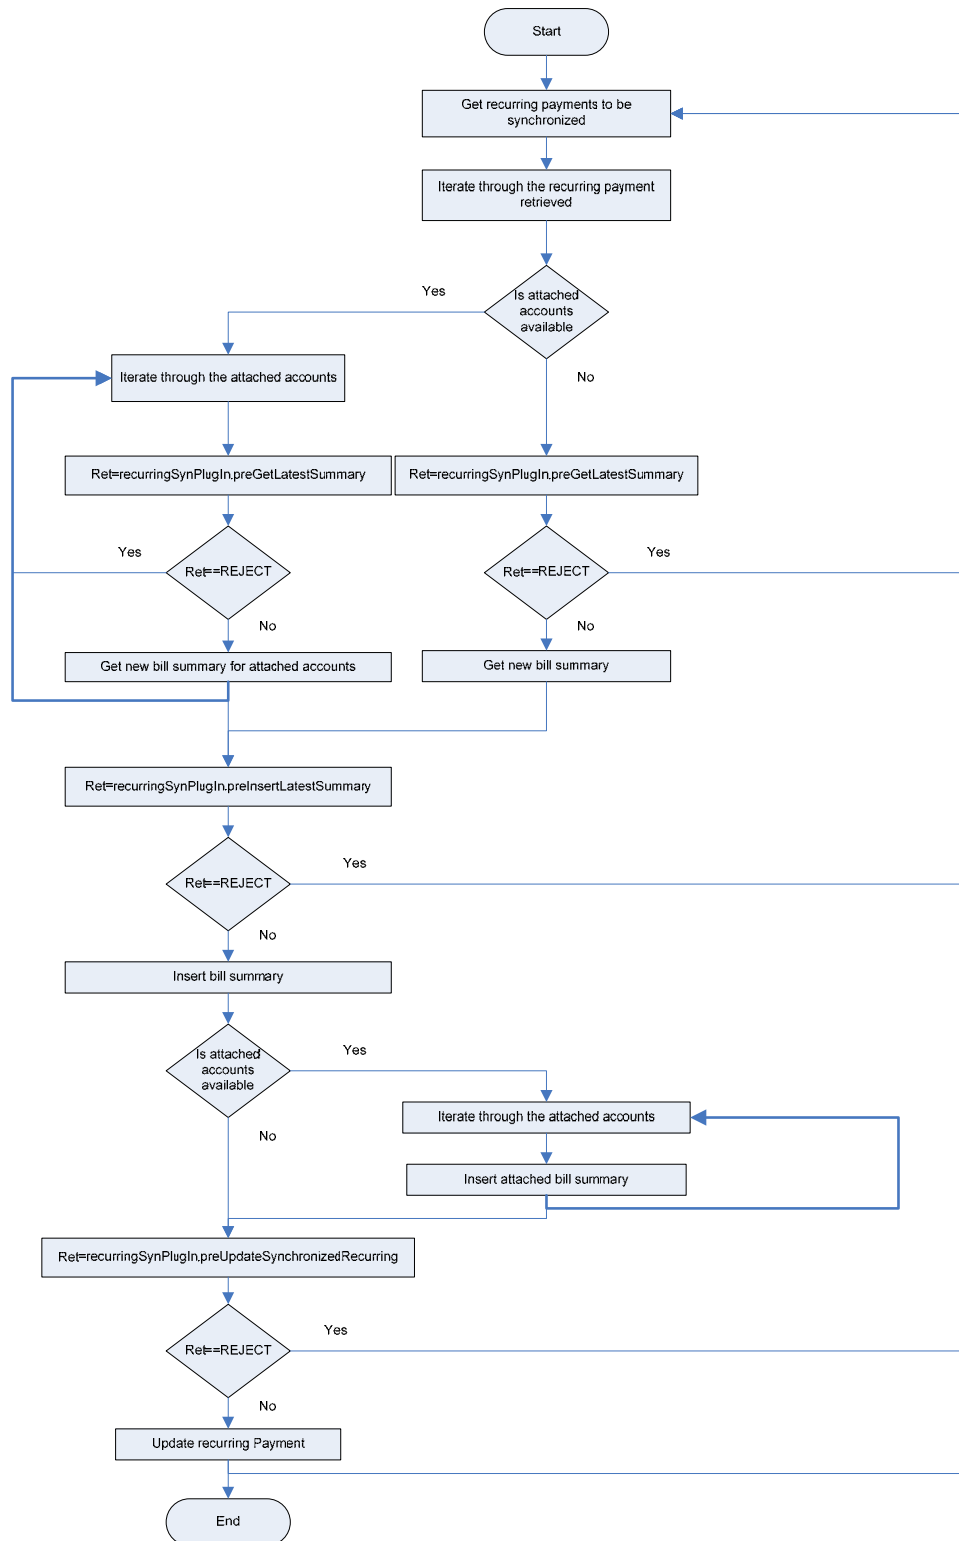 Start
Get recurring payments to be
synchronized
Iterate through the recurring payment
retrieved
Yes
Is attached
accounts
available
No
Iterate through the attached accounts
Ret=recurringSynPlugIn.preGetLatestSummary
Ret=recurringSynPlugIn.preGetLatestSummary
Yes
Ret==REJECT
No
Yes
Ret==REJECT
No
Get new bill summary for attached accounts
Get new bill summary
Ret=recurringSynPlugIn.preInsertLatestSummary
Yes
Ret==REJECT
No
Insert bill summary
Is attached
accounts
available
Yes
No
Iterate through the attached accounts
Insert attached bill summary
Ret=recurringSynPlugIn.preUpdateSynchronizedRecurring
Yes
Ret==REJECT
No
Update recurring Payment
End